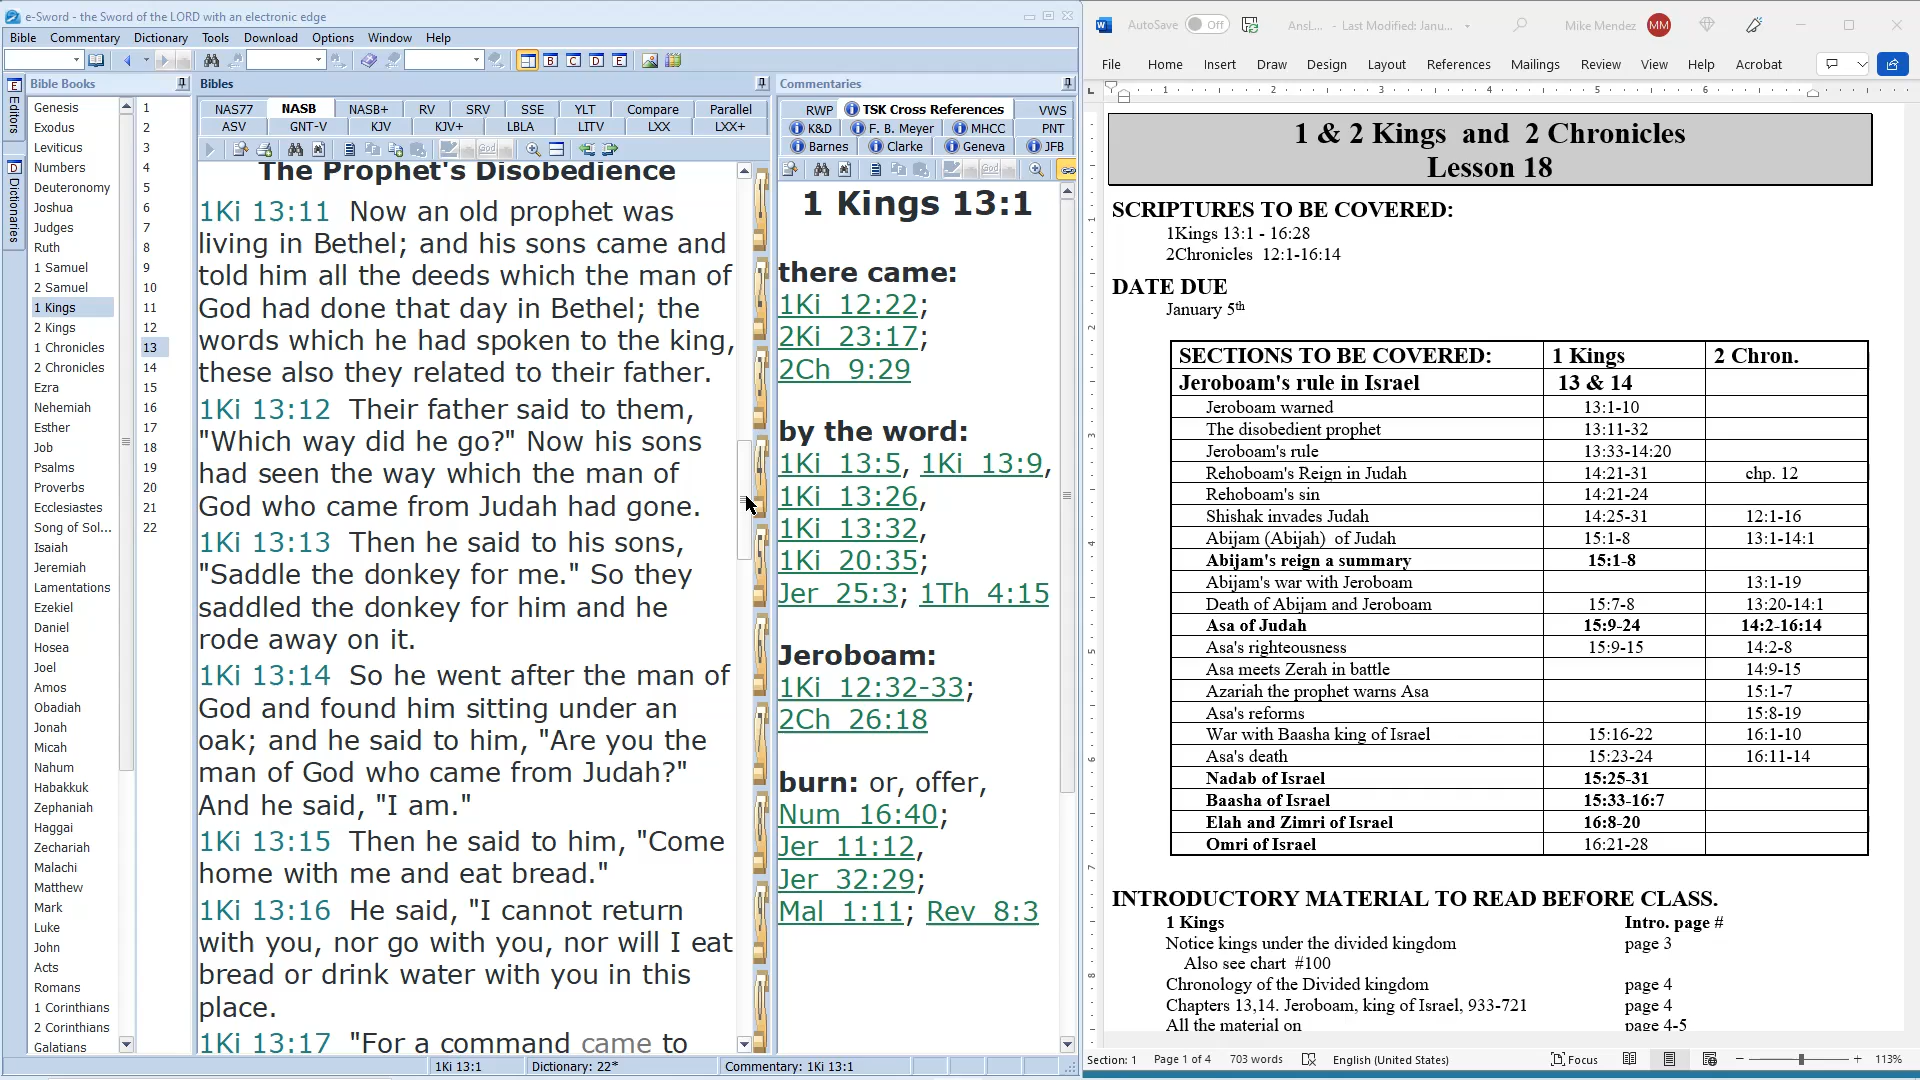 e-Sword - the Sword of the LORD with an electronic edge
Bible Commentary Dictionary Tools Download Options Window Help
B C D E
Editors
Dictionaries
Bible Books
Genesis
Exodus
Leviticus
Numbers
Deuteronomy
Joshua
Judges
Ruth
1 Samuel
2 Samuel
1 Kings
2 Kings
1 Chronicles
2 Chronicles
Ezra
Nehemiah
Esther
Job
Psalms
Proverbs
Ecclesiastes
Song of Sol...
Isaiah
Jeremiah
Lamentations
Ezekiel
Daniel
Hosea
Joel
Amos
Obadiah
Jonah
Micah
Nahum
Habakkuk
Zephaniah
Haggai
Zechariah
Malachi
Matthew
Mark
Luke
John
Acts
Romans
1 Corinthians
2 Corinthians
Galatians
1
2
3
4
5
6
7
8
9
10
11
12
13
14
15
16
17
18
19
20
21
22
Bibles
NAS77 NASB NASB+ RV SRV SSE YLT Compare Parallel
ASV GNT-V KJV KJV+ LBLA LITV LXX LXX+
The Prophet's Disobedience
1Ki 13:11 Now an old prophet was
living in Bethel; and his sons came and
told him all the deeds which the man of
God had done that day in Bethel; the
words which he had spoken to the king,
these also they related to their father.
1Ki 13:12 Their father said to them,
"Which way did he go?" Now his sons
had seen the way which the man of
God who came from Judah had gone.
1Ki 13:13 Then he said to his sons,
"Saddle the donkey for me." So they
saddled the donkey for him and he
rode away on it.
1Ki 13:14 So he went after the man of
God and found him sitting under an
oak; and he said to him, "Are you the
man of God who came from Judah?"
And he said, "I am."
1Ki 13:15 Then he said to him, "Come
home with me and eat bread."
1Ki 13:16 He said, "I cannot return
with you, nor go with you, nor will I eat
bread or drink water with you in this
place.
1Ki 13:17 "For a command came to
Commentaries
RWP TSK Cross References VWS
K&D F. B. Meyer MHCC PNT
Barnes Clarke Geneva JFB
1 Kings 13:1
there came:
1Ki 12:22;
2Ki 23:17;
2Ch 9:29
by the word:
1Ki 13:5, 1Ki 13:9,
1Ki 13:26,
1Ki 13:32,
1Ki 20:35;
Jer 25:3; 1Th 4:15
Jeroboam:
1Ki 12:32-33;
2Ch 26:18
burn: or, offer,
Num 16:40;
Jer 11:12,
Jer 32:29;
Mal 1:11; Rev 8:3
1Ki 13:1 Dictionary: 22* Commentary: 1Ki 13:1
AutoSave Off AnsL... - Last Modified: Janu... Mike Mendez MM
File Home Insert Draw Design Layout References Mailings Review View Help Acrobat
1 2 3 4 5 6
1 & 2 Kings and 2 Chronicles
Lesson 18
SCRIPTURES TO BE COVERED:
1Kings 13:1 - 16:28
2Chronicles 12:1-16:14
DATE DUE
January 5th
SECTIONS TO BE COVERED: 1 Kings 2 Chron.
Jeroboam's rule in Israel 13 & 14
Jeroboam warned 13:1-10
The disobedient prophet 13:11-32
Jeroboam's rule 13:33-14:20
Rehoboam's Reign in Judah 14:21-31 chp. 12
Rehoboam's sin 14:21-24
Shishak invades Judah 14:25-31 12:1-16
Abijam (Abijah) of Judah 15:1-8 13:1-14:1
Abijam's reign a summary 15:1-8
Abijam's war with Jeroboam 13:1-19
Death of Abijam and Jeroboam 15:7-8 13:20-14:1
Asa of Judah 15:9-24 14:2-16:14
Asa's righteousness 15:9-15 14:2-8
Asa meets Zerah in battle 14:9-15
Azariah the prophet warns Asa 15:1-7
Asa's reforms 15:8-19
War with Baasha king of Israel 15:16-22 16:1-10
Asa's death 15:23-24 16:11-14
Nadab of Israel 15:25-31
Baasha of Israel 15:33-16:7
Elah and Zimri of Israel 16:8-20
Omri of Israel 16:21-28
INTRODUCTORY MATERIAL TO READ BEFORE CLASS.
1 Kings Intro. page #
Notice kings under the divided kingdom page 3
Also see chart #100
Chronology of the Divided kingdom page 4
Chapters 13,14. Jeroboam, king of Israel, 933-721 page 4
All the material on page 4-5
Section: 1 Page 1 of 4 703 words English (United States) Focus 113%